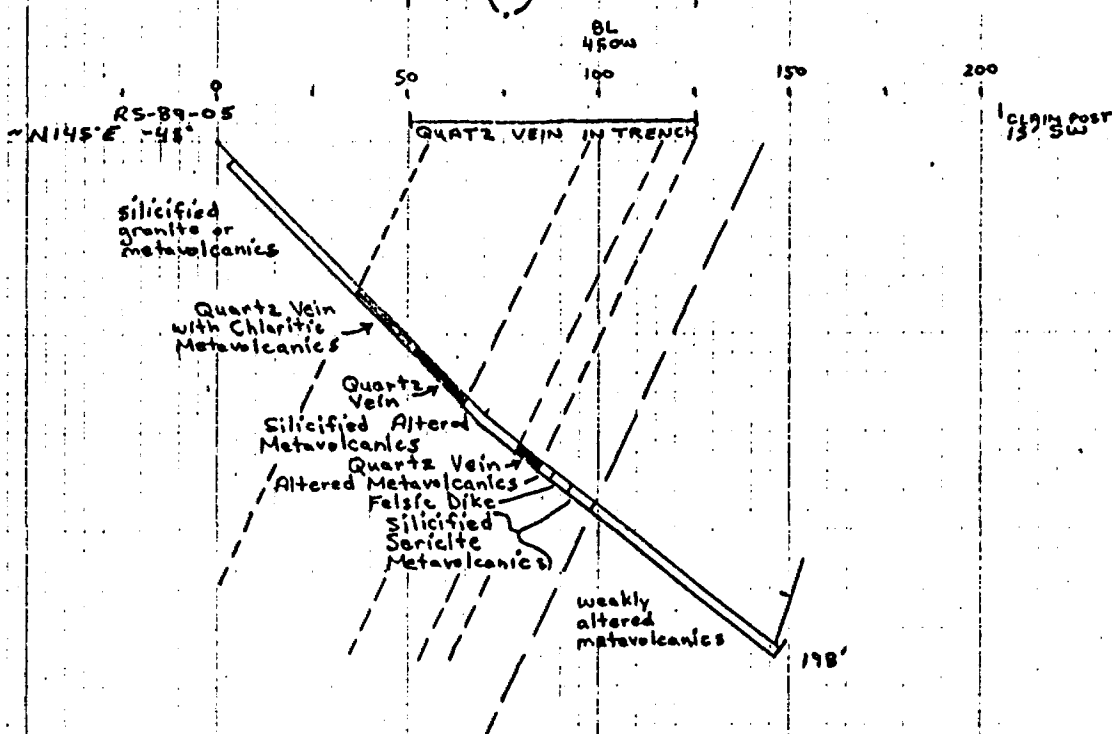 BL
450W
0
50
100
150
200
RS-89-05
~N145°E -45°
QUATZ VEIN IN TRENCH
CLAIM POST
15' SW
silicified
granite or
metavolcanics
Quartz Vein
with Chloritic
Metavolcanics
Quartz
Vein
Silicified Altered
Metavolcanics
Quartz Vein
Altered Metavolcanics
Felsic Dike
Silicified
Sericite
Metavolcanics
weakly
altered
metavolcanics
198'